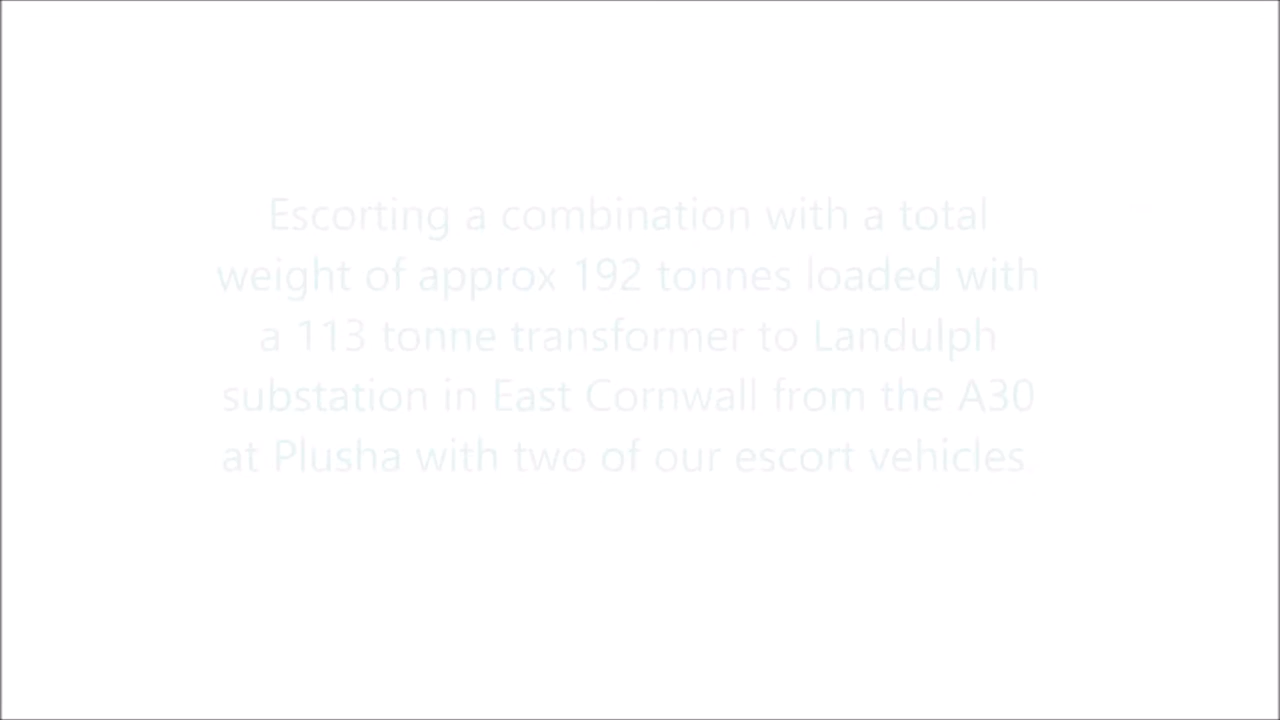 Escorting a combination with a total
weight of approx 192 tonnes loaded with
a 113 tonne transformer to Landulph
substation in East Cornwall from the A30
at Plusha with two of our escort vehicles